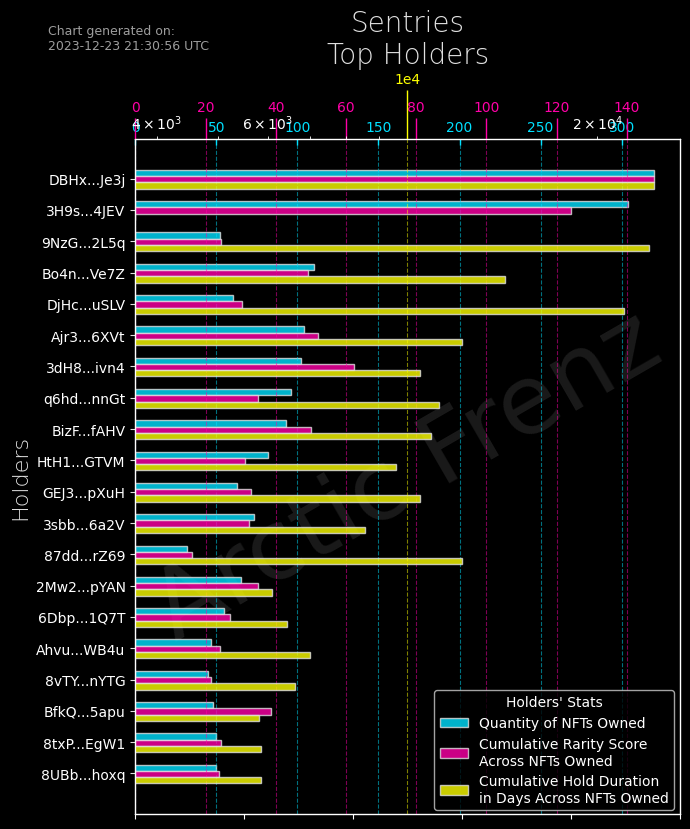 Chart generated on:
2023-12-23 21:30:56 UTC
Sentries
Top Holders
1e4
0 20 40 60 80 100 120 140
4 × 10³ 6 × 10³ 2 × 10⁴
0 50 100 150 200 250 300
Holders
DBHx...Je3j
3H9s...4JEV
9NzG...2L5q
Bo4n...Ve7Z
DjHc...uSLV
Ajr3...6XVt
3dH8...ivn4
q6hd...nnGt
BizF...fAHV
HtH1...GTVM
GEJ3...pXuH
3sbb...6a2V
87dd...rZ69
2Mw2...pYAN
6Dbp...1Q7T
Ahvu...WB4u
8vTY...nYTG
BfkQ...5apu
8txP...EgW1
8UBb...hoxq
Arctic Frenz
Holders' Stats
Quantity of NFTs Owned
Cumulative Rarity Score
Across NFTs Owned
Cumulative Hold Duration
in Days Across NFTs Owned